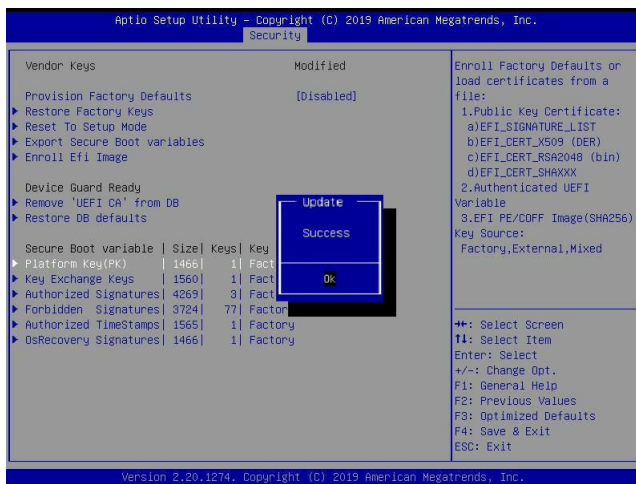 Aptio Setup Utility – Copyright (C) 2019 American Megatrends, Inc.
Security
Vendor Keys Modified
Provision Factory Defaults [Disabled]
Restore Factory Keys
Reset To Setup Mode
Export Secure Boot variables
Enroll Efi Image
Device Guard Ready
Remove 'UEFI CA' from DB
Restore DB defaults
Secure Boot variable | Size| Keys| Key
Platform Key(PK) | 1466| 1| Fact
Key Exchange Keys | 1560| 1| Fact
Authorized Signatures| 4269| 3| Fact
Forbidden Signatures| 3724| 77| Factor
Authorized TimeStamps| 1565| 1| Factory
OsRecovery Signatures| 1466| 1| Factory
Update
Success
Ok
Enroll Factory Defaults or
load certificates from a
file:
1.Public Key Certificate:
a)EFI_SIGNATURE_LIST
b)EFI_CERT_X509 (DER)
c)EFI_CERT_RSA2048 (bin)
d)EFI_CERT_SHAXXX
2.Authenticated UEFI
Variable
3.EFI PE/COFF Image(SHA256)
Key Source:
Factory,External,Mixed
→←: Select Screen
↑↓: Select Item
Enter: Select
+/-: Change Opt.
F1: General Help
F2: Previous Values
F3: Optimized Defaults
F4: Save & Exit
ESC: Exit
Version 2.20.1274. Copyright (C) 2019 American Megatrends, Inc.